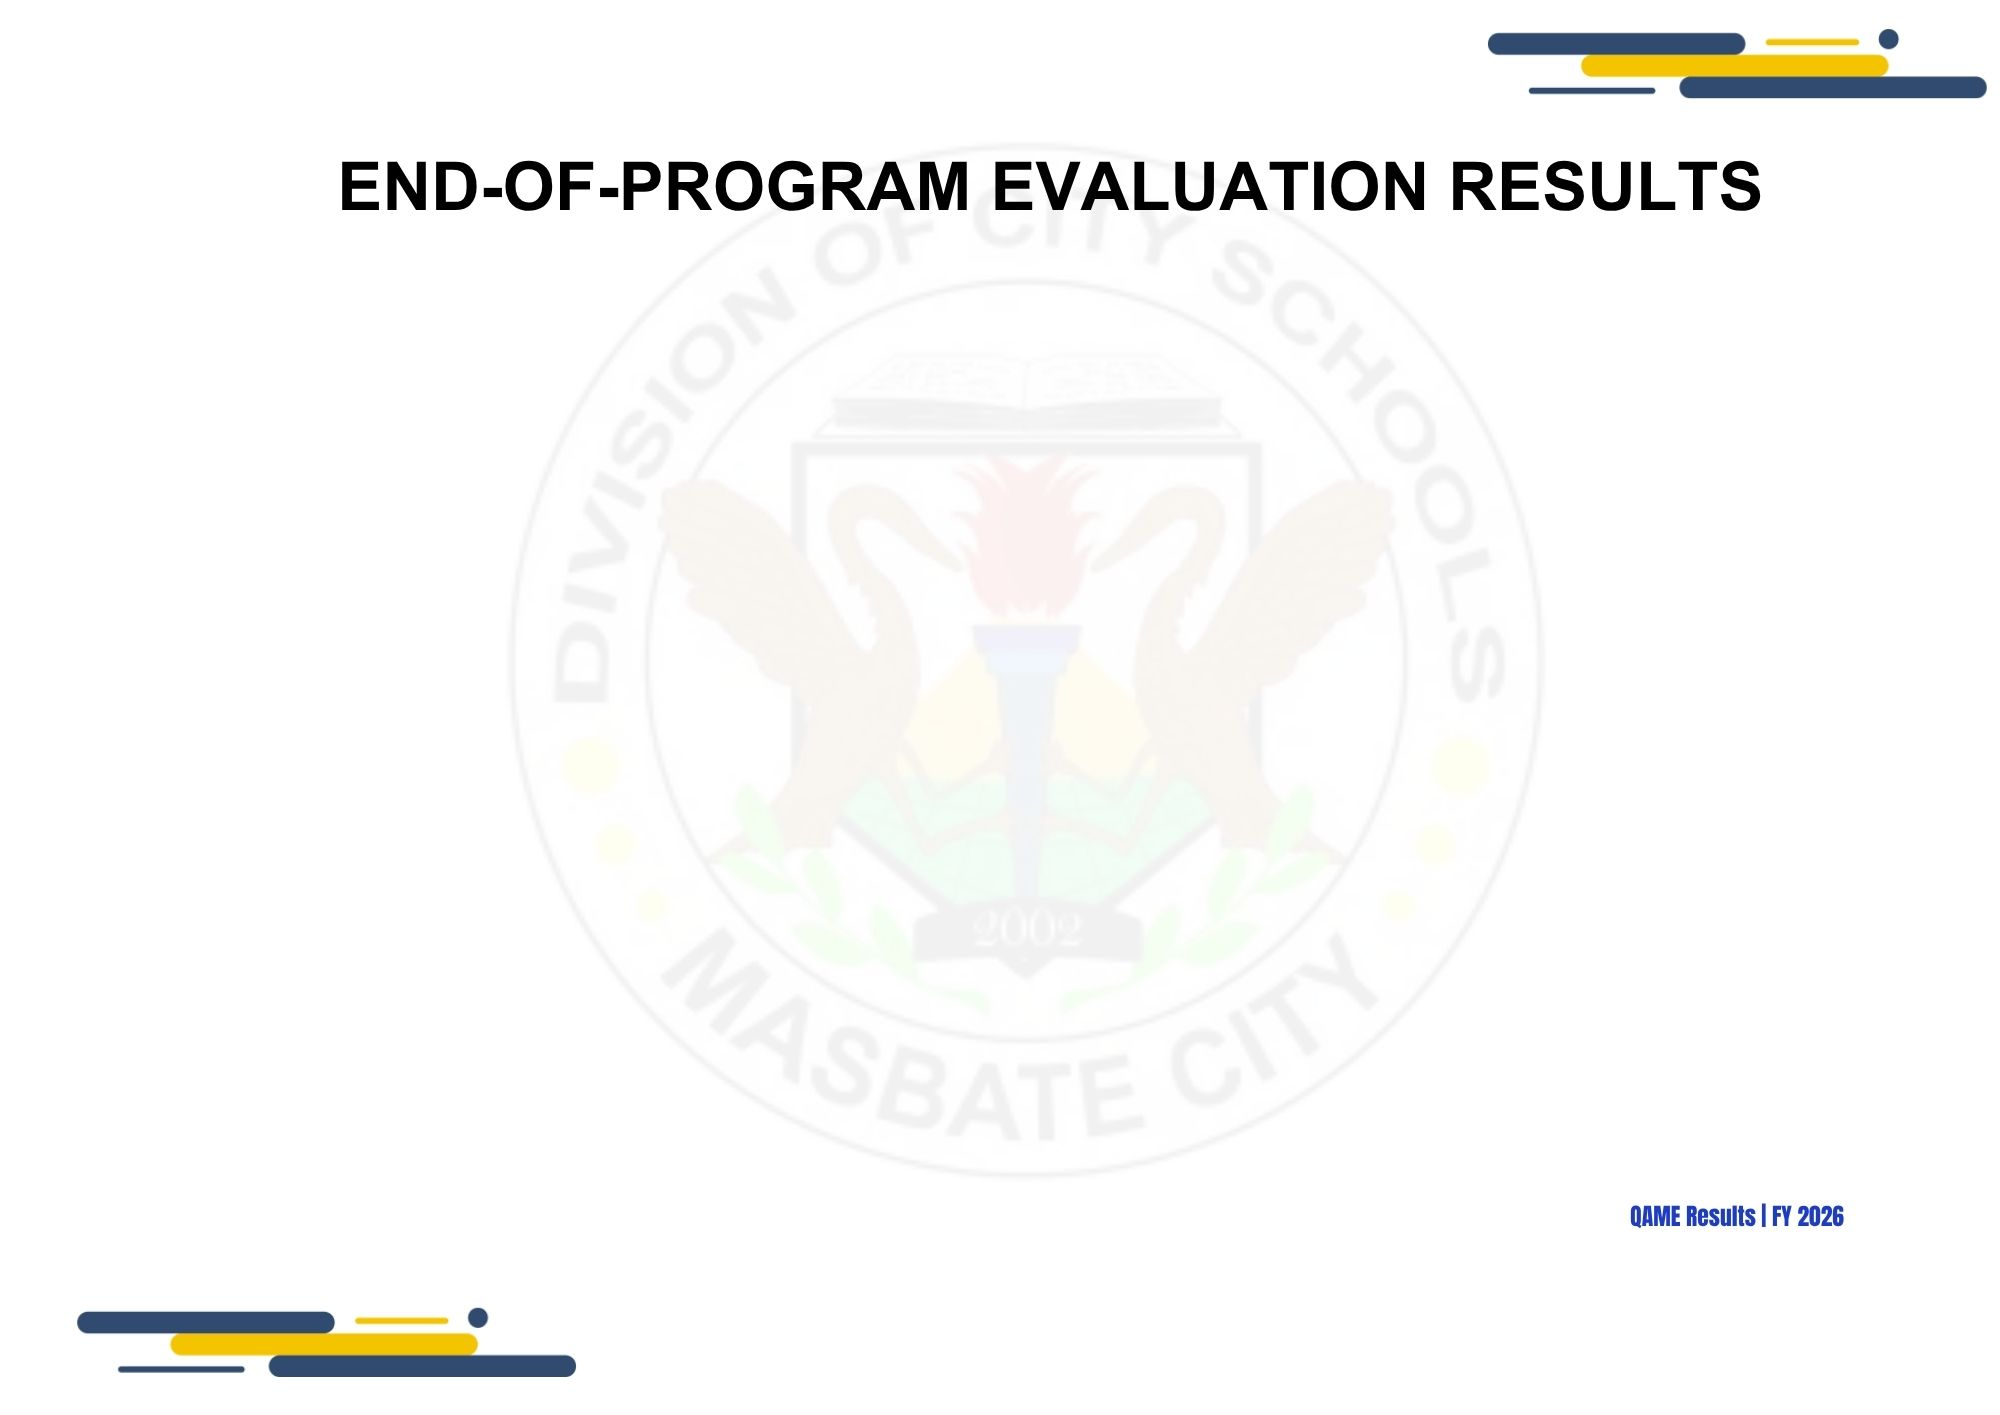 END-OF-PROGRAM EVALUATION RESULTS
DIVISION OF CITY SCHOOLS
2002
MASBATE CITY
QAME Results | FY 2026